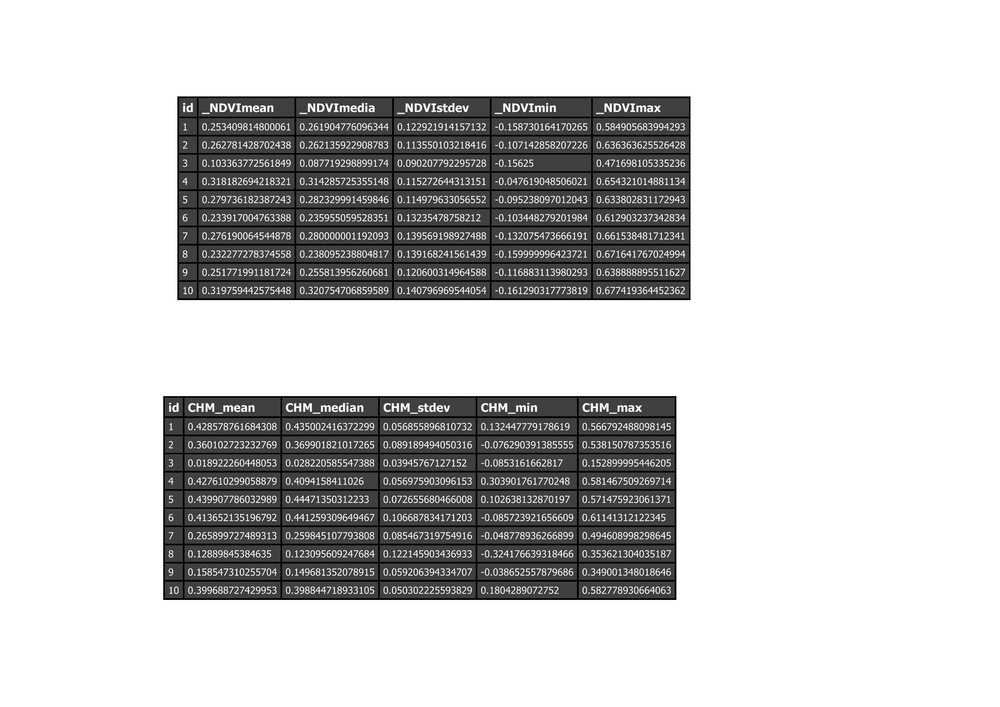 id _NDVImean _NDVImedia _NDVIstdev _NDVImin _NDVImax
1 0.253409814800061 0.261904776096344 0.122921914157132 -0.158730164170265 0.584905683994293
2 0.262781428702438 0.262135922908783 0.113550103218416 -0.107142858207226 0.636363625526428
3 0.103363772561849 0.087719298899174 0.090207792295728 -0.15625 0.471698105335236
4 0.318182694218321 0.314285725355148 0.115272644313151 -0.047619048506021 0.654321014881134
5 0.279736182387243 0.282329991459846 0.114979633056552 -0.095238097012043 0.633802831172943
6 0.233917004763388 0.235955059528351 0.13235478758212 -0.103448279201984 0.612903237342834
7 0.276190064544878 0.280000001192093 0.139569198927488 -0.132075473666191 0.661538481712341
8 0.232277278374558 0.238095238804817 0.139168241561439 -0.159999996423721 0.671641767024994
9 0.251771991181724 0.255813956260681 0.120600314964588 -0.116883113980293 0.638888895511627
10 0.319759442575448 0.320754706859589 0.140796969544054 -0.161290317773819 0.677419364452362
id CHM_mean CHM_median CHM_stdev CHM_min CHM_max
1 0.428578761684308 0.435002416372299 0.056855896810732 0.132447779178619 0.566792488098145
2 0.360102723232769 0.369901821017265 0.089189494050316 -0.076290391385555 0.538150787353516
3 0.018922260448053 0.028220585547388 0.03945767127152 -0.0853161662817 0.152899995446205
4 0.427610299058879 0.4094158411026 0.056975903096153 0.303901761770248 0.581467509269714
5 0.439907786032989 0.44471350312233 0.072655680466008 0.102638132870197 0.571475923061371
6 0.413652135196792 0.441259309649467 0.106687834171203 -0.085723921656609 0.61141312122345
7 0.265899727489313 0.259845107793808 0.085467319754916 -0.048778936266899 0.494608998298645
8 0.12889845384635 0.123095609247684 0.122145903436933 -0.324176639318466 0.353621304035187
9 0.158547310255704 0.149681352078915 0.059206394334707 -0.038652557879686 0.349001348018646
10 0.399688727429953 0.398844718933105 0.050302225593829 0.1804289072752 0.582778930664063